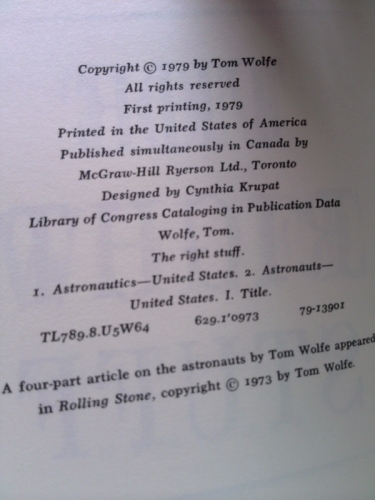 Copyright © 1979 by Tom Wolfe
All rights reserved
First printing, 1979
Printed in the United States of America
Published simultaneously in Canada by
McGraw-Hill Ryerson Ltd., Toronto
Designed by Cynthia Krupat
Library of Congress Cataloging in Publication Data
Wolfe, Tom.
The right stuff.
1. Astronautics—United States. 2. Astronauts—
United States. I. Title.
TL789.8.U5W64 629.1'0973 79-13901
A four-part article on the astronauts by Tom Wolfe appeared
in Rolling Stone, copyright © 1973 by Tom Wolfe.